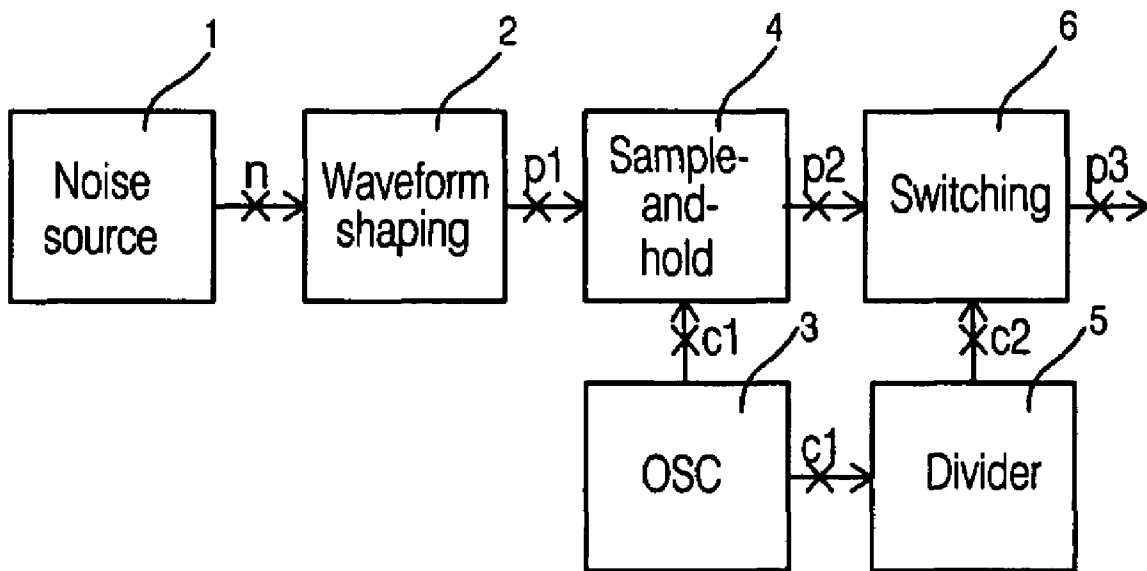 1
2
4
6
Noise
source
n
Waveform
shaping
p1
Sample-
and-
hold
p2
Switching
p3
c1
3
c2
5
OSC
c1
Divider